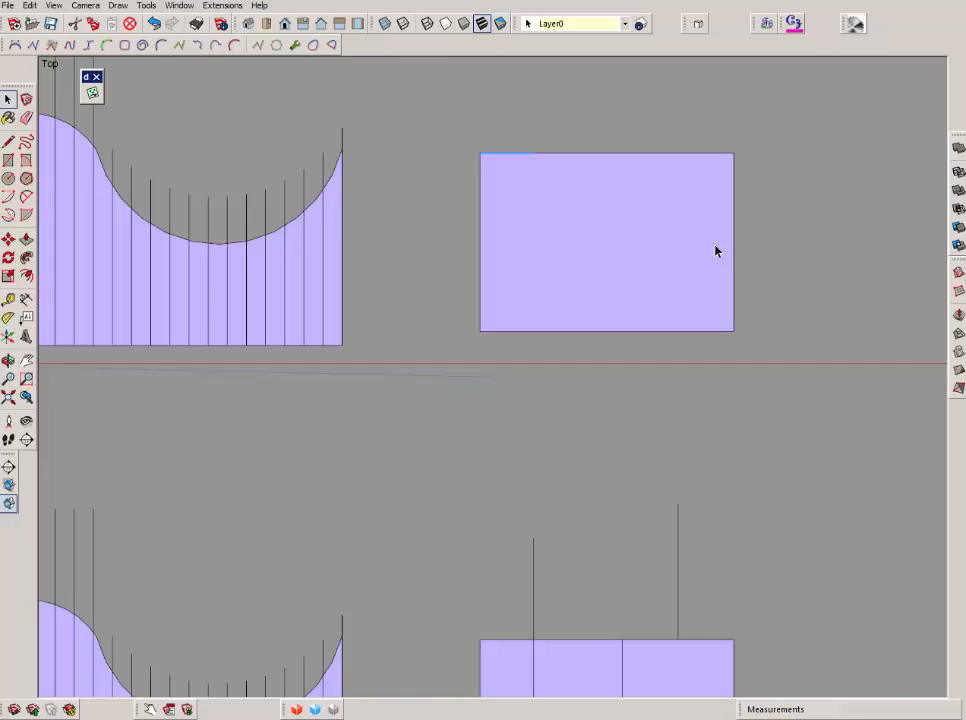 File Edit View Camera Draw Tools Window Extensions Help
Layer0
Top
d
Measurements